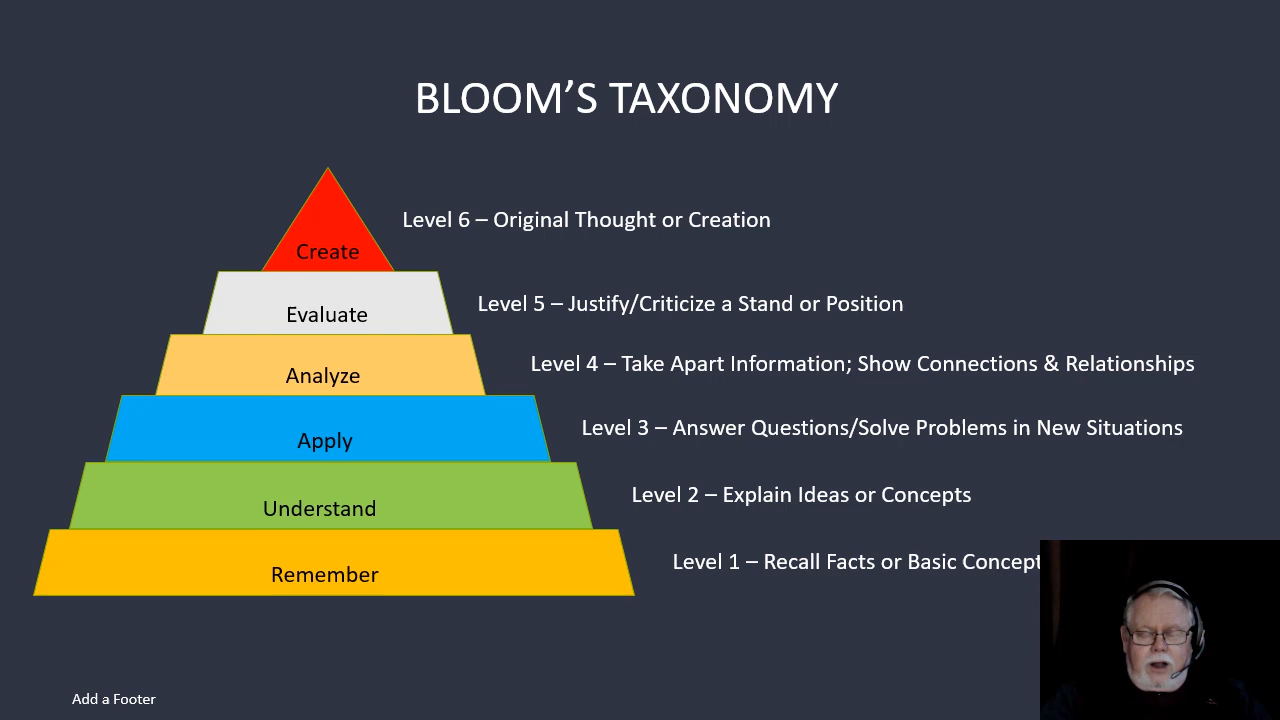 BLOOM’S TAXONOMY
Create
Level 6 – Original Thought or Creation
Evaluate
Level 5 – Justify/Criticize a Stand or Position
Analyze
Level 4 – Take Apart Information; Show Connections & Relationships
Apply
Level 3 – Answer Questions/Solve Problems in New Situations
Understand
Level 2 – Explain Ideas or Concepts
Remember
Level 1 – Recall Facts or Basic Concept
Add a Footer